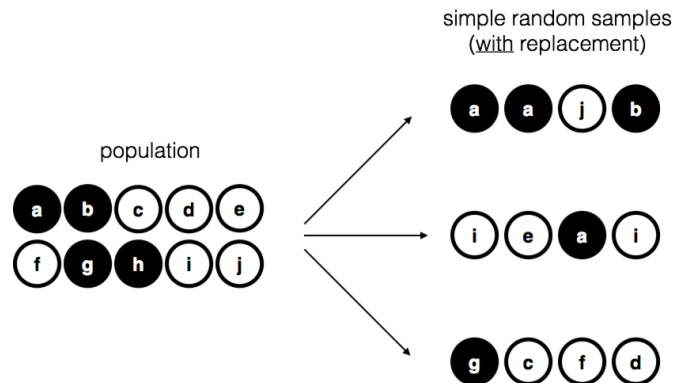 simple random samples
(with replacement)
a a j b
population
a b c d e
f g h i j
i e a i
g c f d